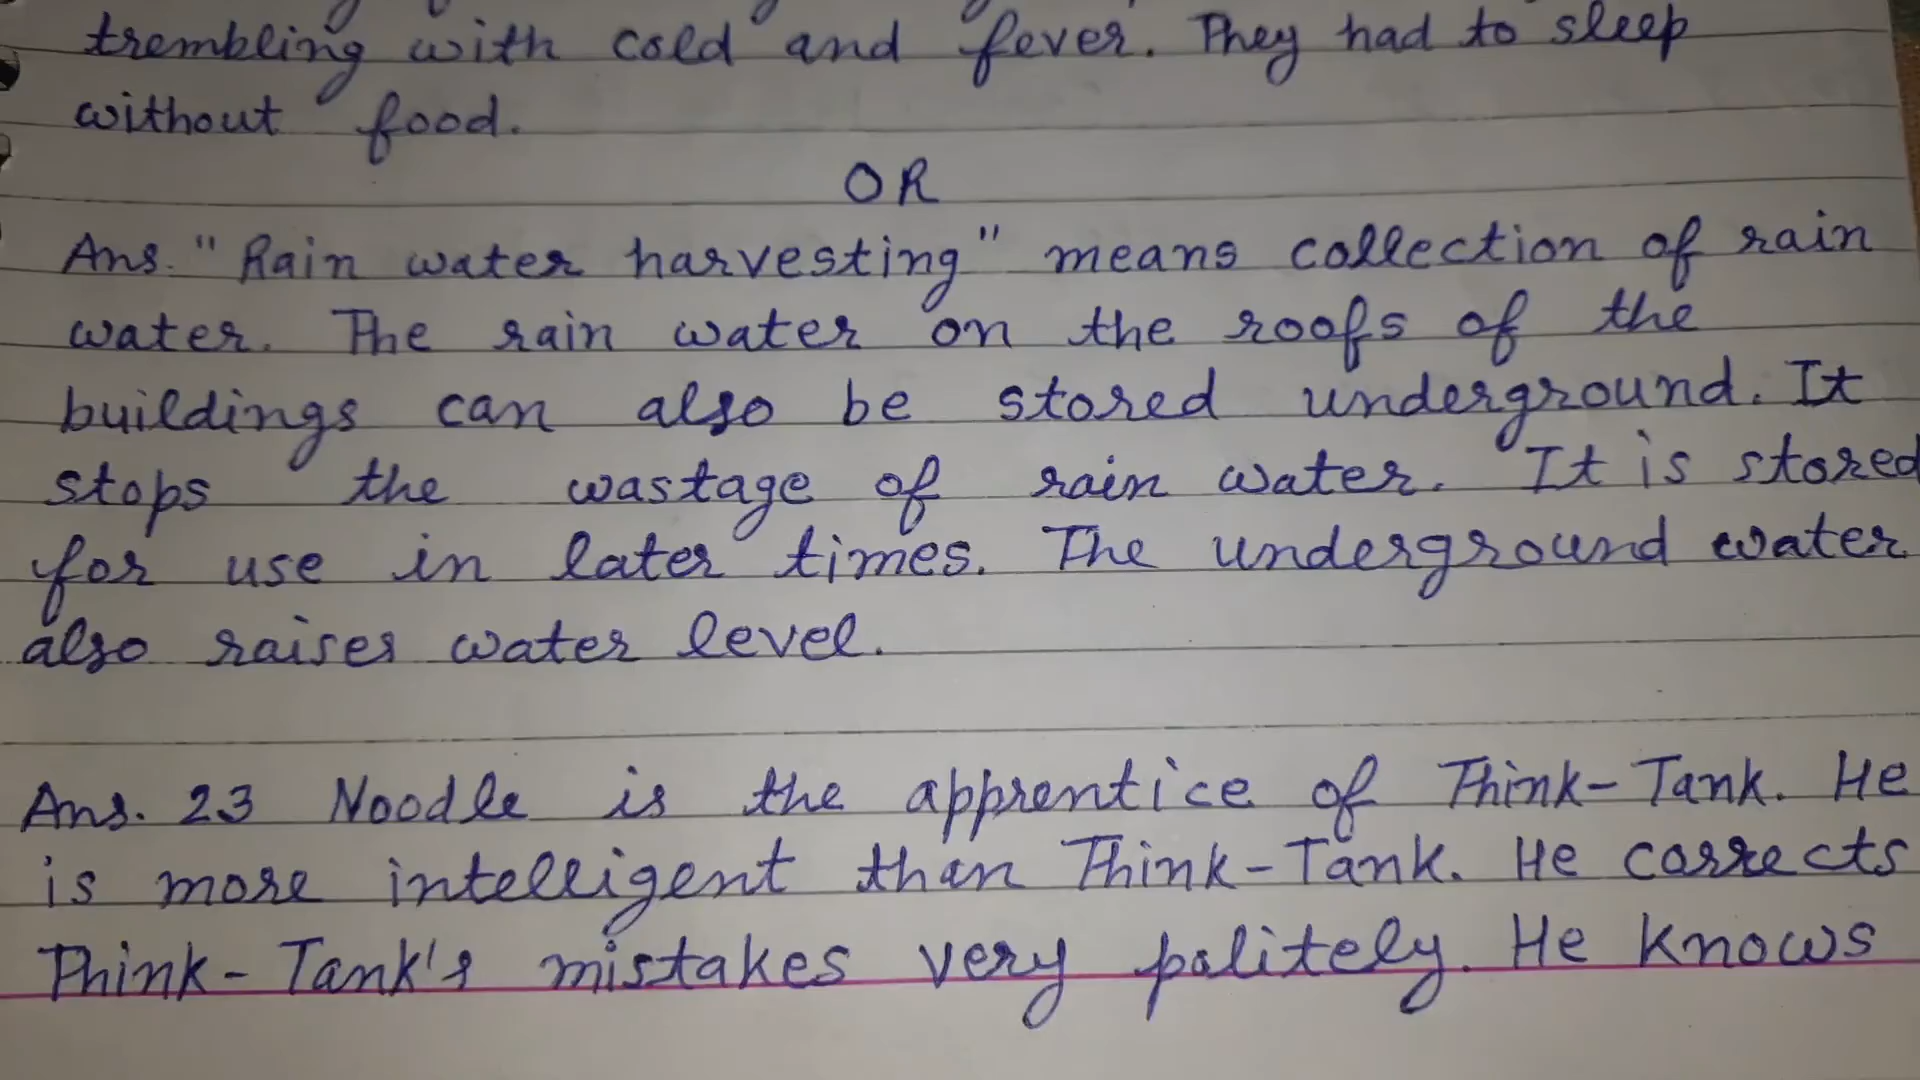 trembling with cold and fever. They had to sleep
without food.
OR
Ans. "Rain water harvesting" means collection of rain
water. The rain water on the roofs of the
buildings can also be stored underground. It
stops the wastage of rain water. It is stored
for use in later times. The underground water
also raises water level.
Ans. 23 Noodle is the apprentice of Think-Tank. He
is more intelligent than Think-Tank. He corrects
Think-Tank's mistakes very politely. He knows